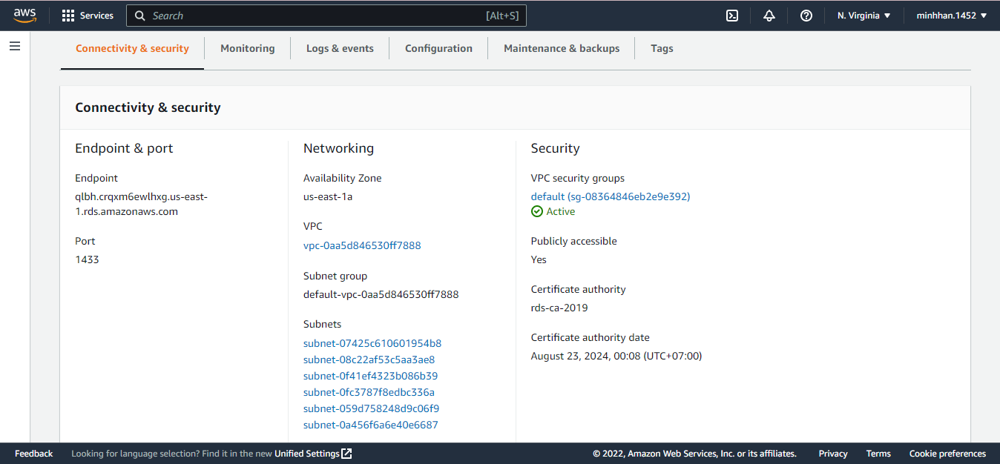 aws
Services
Search
[Alt+S]
N. Virginia
minhhan.1452
Connectivity & security
Monitoring
Logs & events
Configuration
Maintenance & backups
Tags
Connectivity & security
Endpoint & port
Endpoint
qlbh.crqxm6ewlhxg.us-east-
1.rds.amazonaws.com
Port
1433
Networking
Availability Zone
us-east-1a
VPC
vpc-0aa5d846530ff7888
Subnet group
default-vpc-0aa5d846530ff7888
Subnets
subnet-07425c610601954b8
subnet-08c22af53c5aa3ae8
subnet-0f41ef4323b086b39
subnet-0fc3787f8edbc336a
subnet-059d758248d9c06f9
subnet-0a456f6a6e40e6687
Security
VPC security groups
default (sg-08364846eb2e9e392)
Active
Publicly accessible
Yes
Certificate authority
rds-ca-2019
Certificate authority date
August 23, 2024, 00:08 (UTC+07:00)
Feedback
Looking for language selection? Find it in the new Unified Settings
© 2022, Amazon Web Services, Inc. or its affiliates.
Privacy
Terms
Cookie preferences